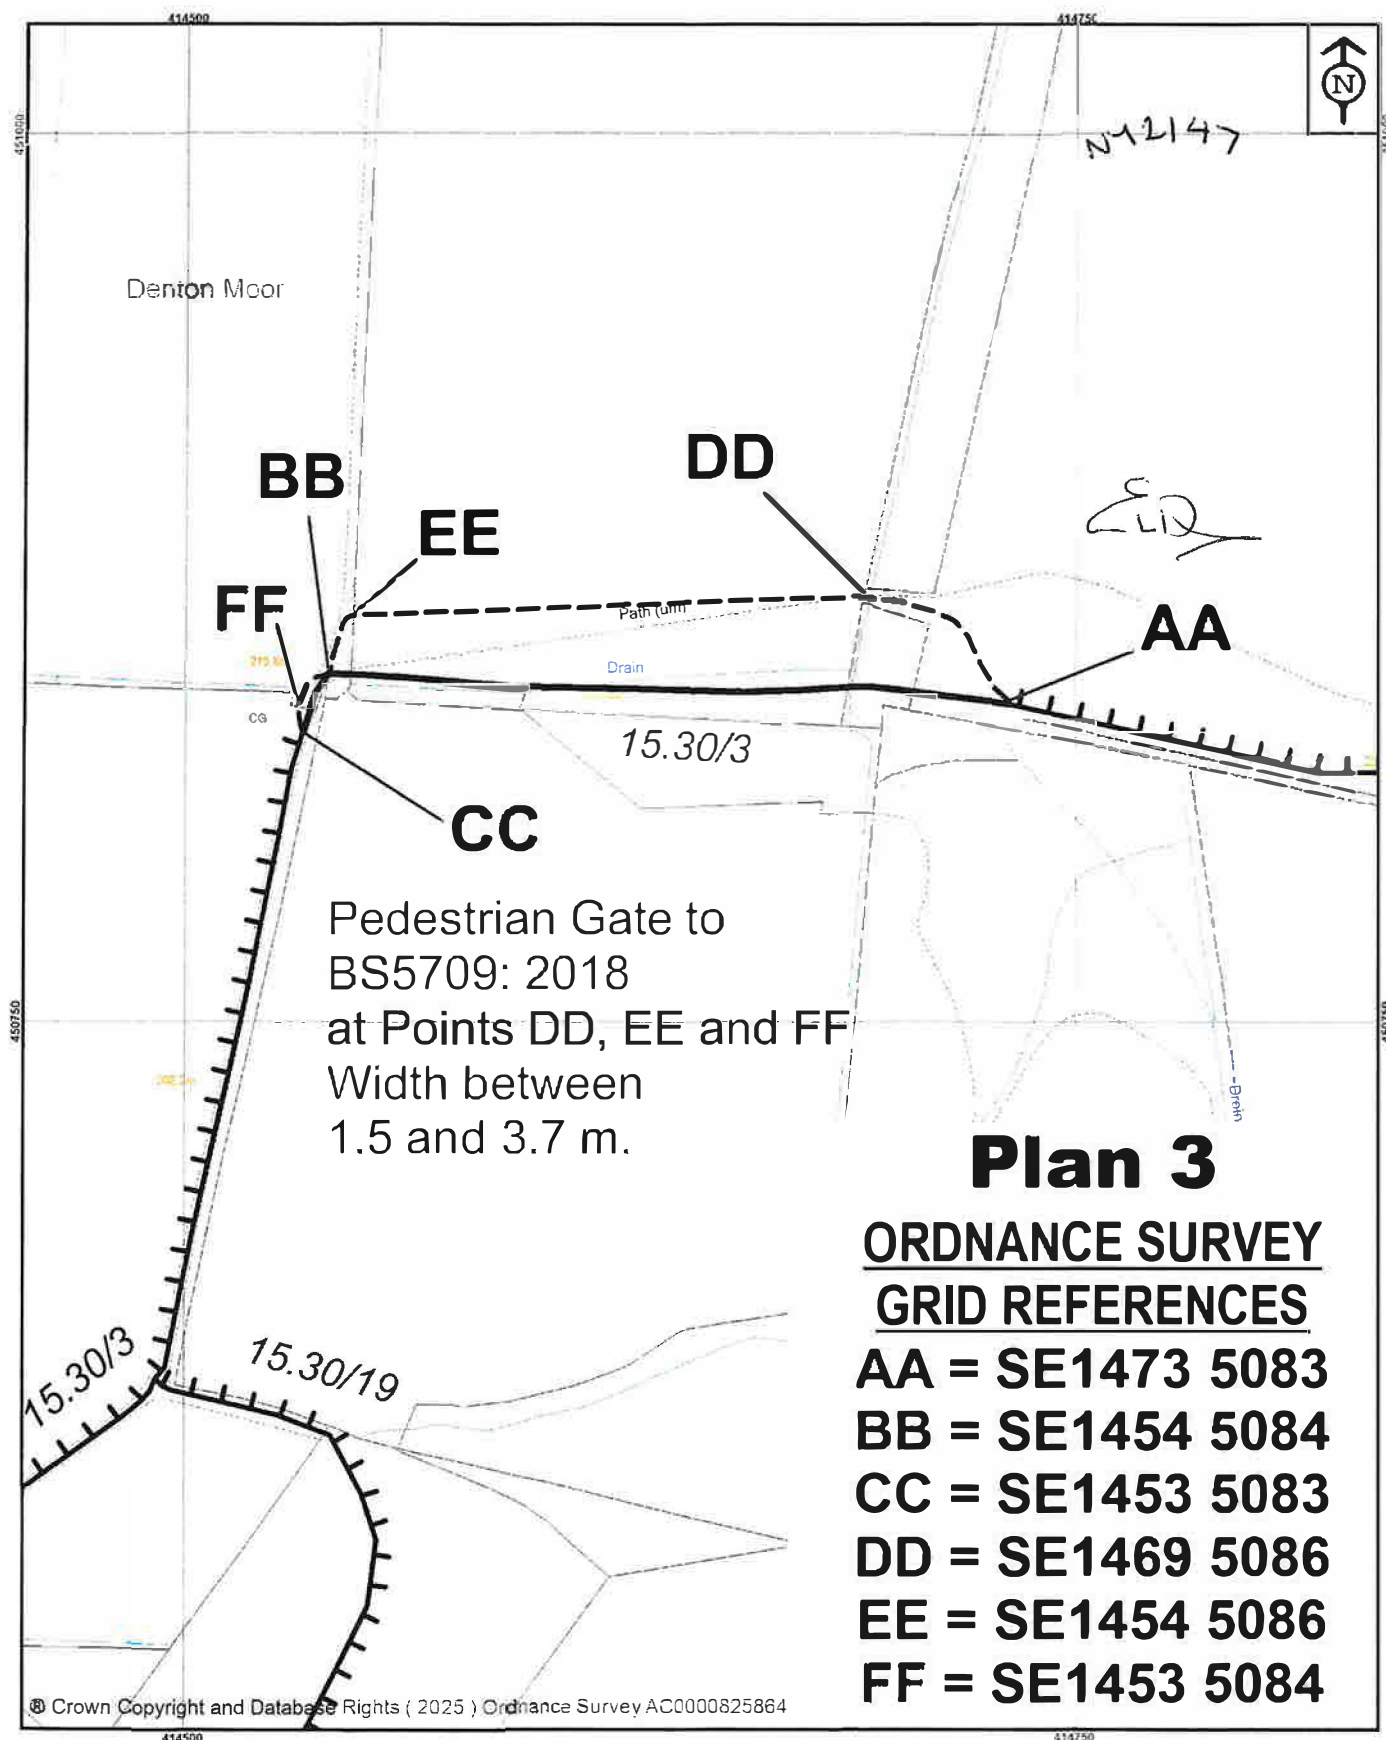 414500
414750
N
451000
451000
NY2147
Denton Moor
BB
DD
EE
FF
Path (um)
AA
Drain
CG
15.30/3
CC
Pedestrian Gate to
BS5709: 2018
at Points DD, EE and FF
Width between
1.5 and 3.7 m.
450750
450750
Drain
Plan 3
ORDNANCE SURVEY
GRID REFERENCES
AA = SE1473 5083
BB = SE1454 5084
CC = SE1453 5083
DD = SE1469 5086
EE = SE1454 5086
FF = SE1453 5084
15.30/3
15.30/19
® Crown Copyright and Database Rights ( 2025 ) Ordnance Survey AC0000825864
414500
414750